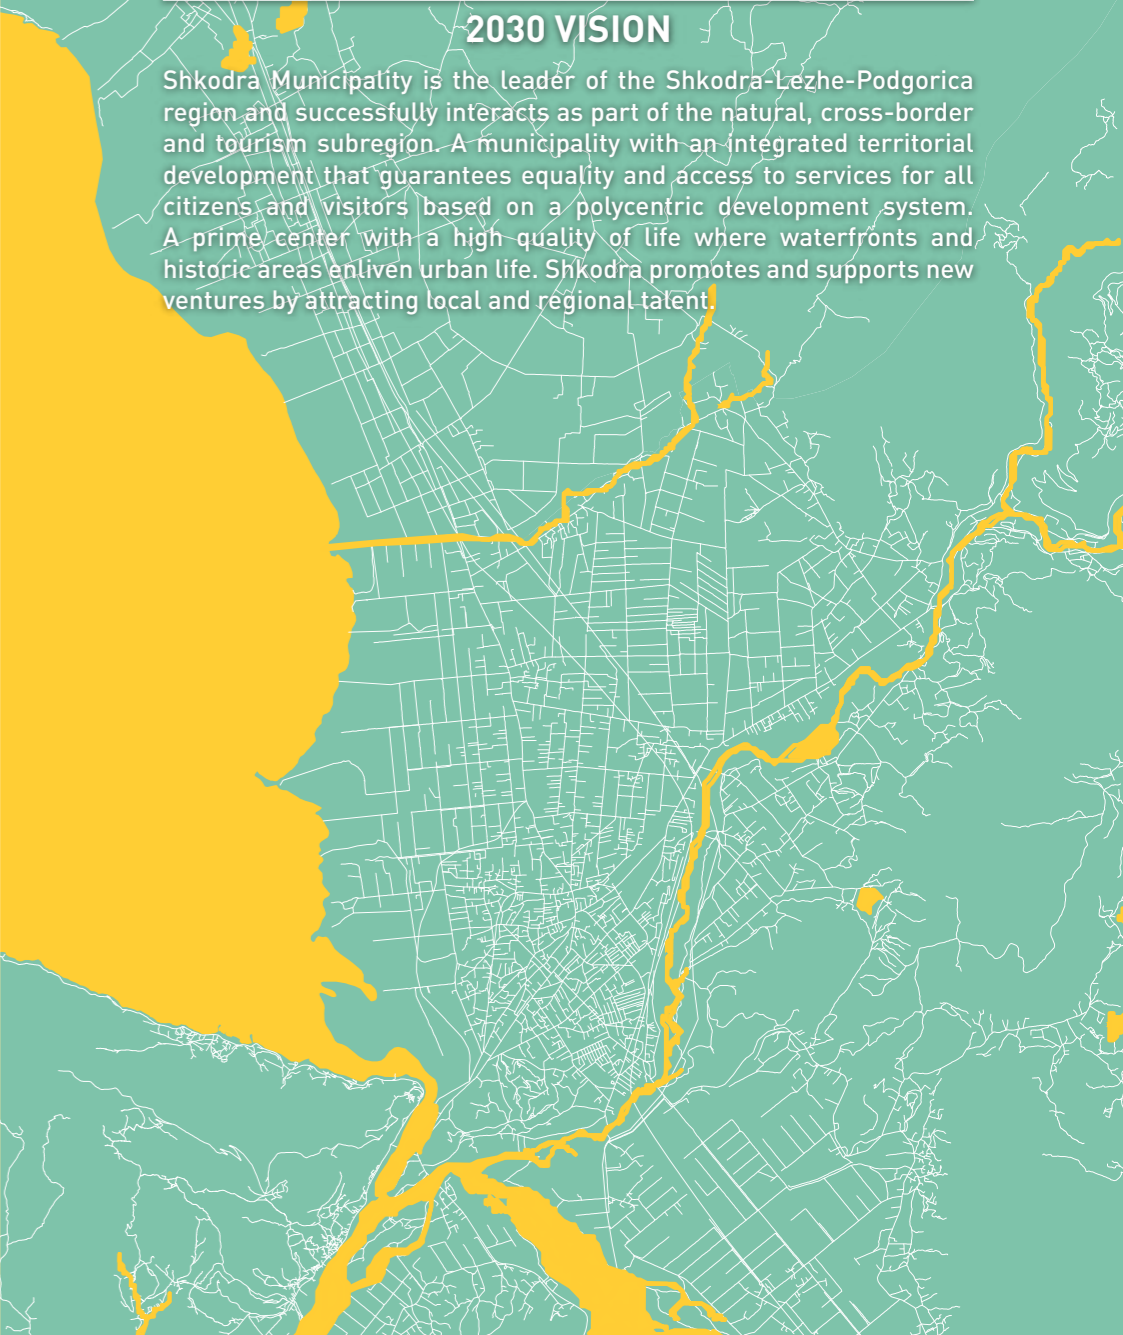 2030 VISION
Shkodra Municipality is the leader of the Shkodra-Lezhe-Podgorica
region and successfully interacts as part of the natural, cross-border
and tourism subregion. A municipality with an integrated territorial
development that guarantees equality and access to services for all
citizens and visitors based on a polycentric development system.
A prime center with a high quality of life where waterfronts and
historic areas enliven urban life. Shkodra promotes and supports new
ventures by attracting local and regional talent.